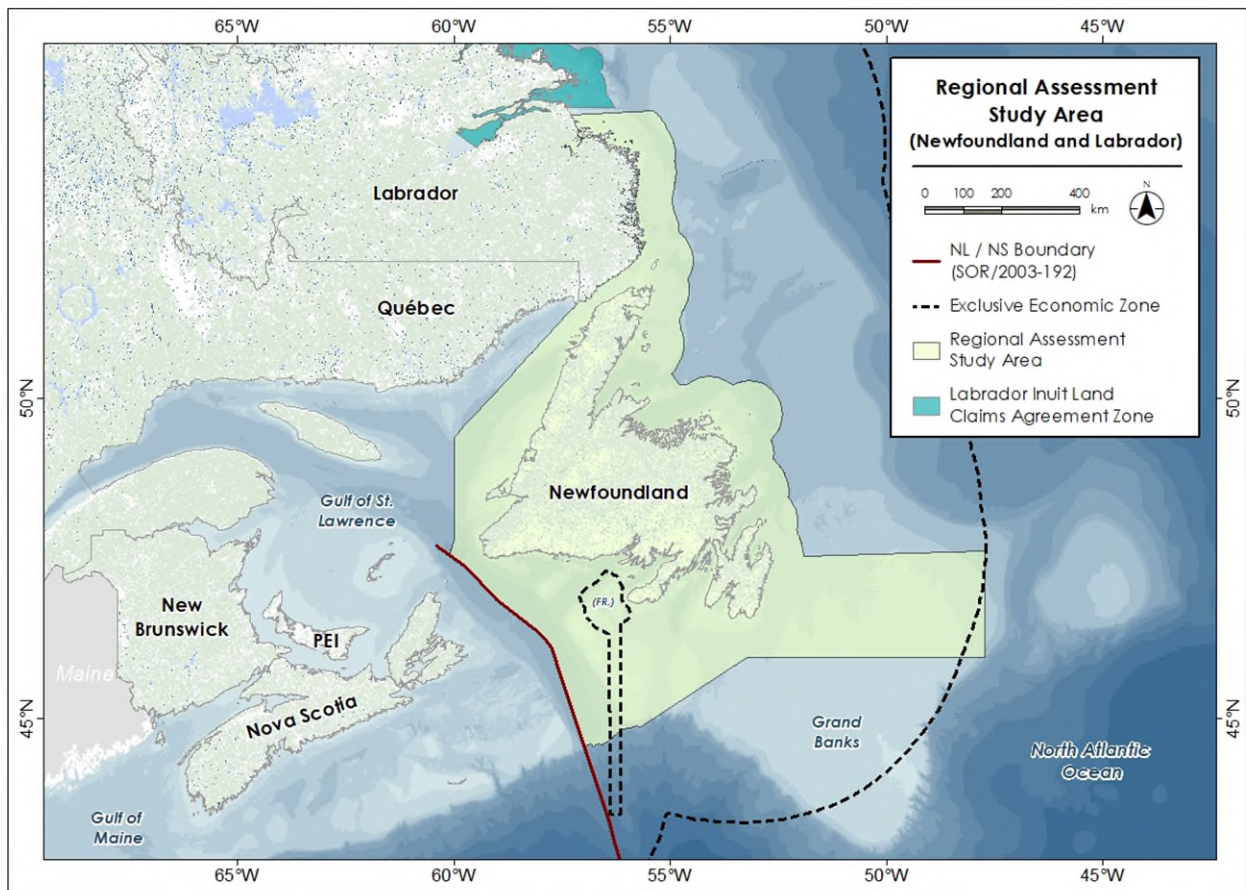 65°W 60°W 55°W 50°W 45°W
Regional Assessment
Study Area
(Newfoundland and Labrador)
0 100 200 400
km
N
NL / NS Boundary
(SOR/2003-192)
Exclusive Economic Zone
Regional Assessment
Study Area
Labrador Inuit Land
Claims Agreement Zone
Labrador
Québec
50°N
50°N
Newfoundland
Gulf of St.
Lawrence
(FR.)
New
Brunswick
PEI
Maine
Nova Scotia
45°N
45°N
Grand
Banks
North Atlantic
Ocean
Gulf of
Maine
65°W 60°W 55°W 50°W 45°W